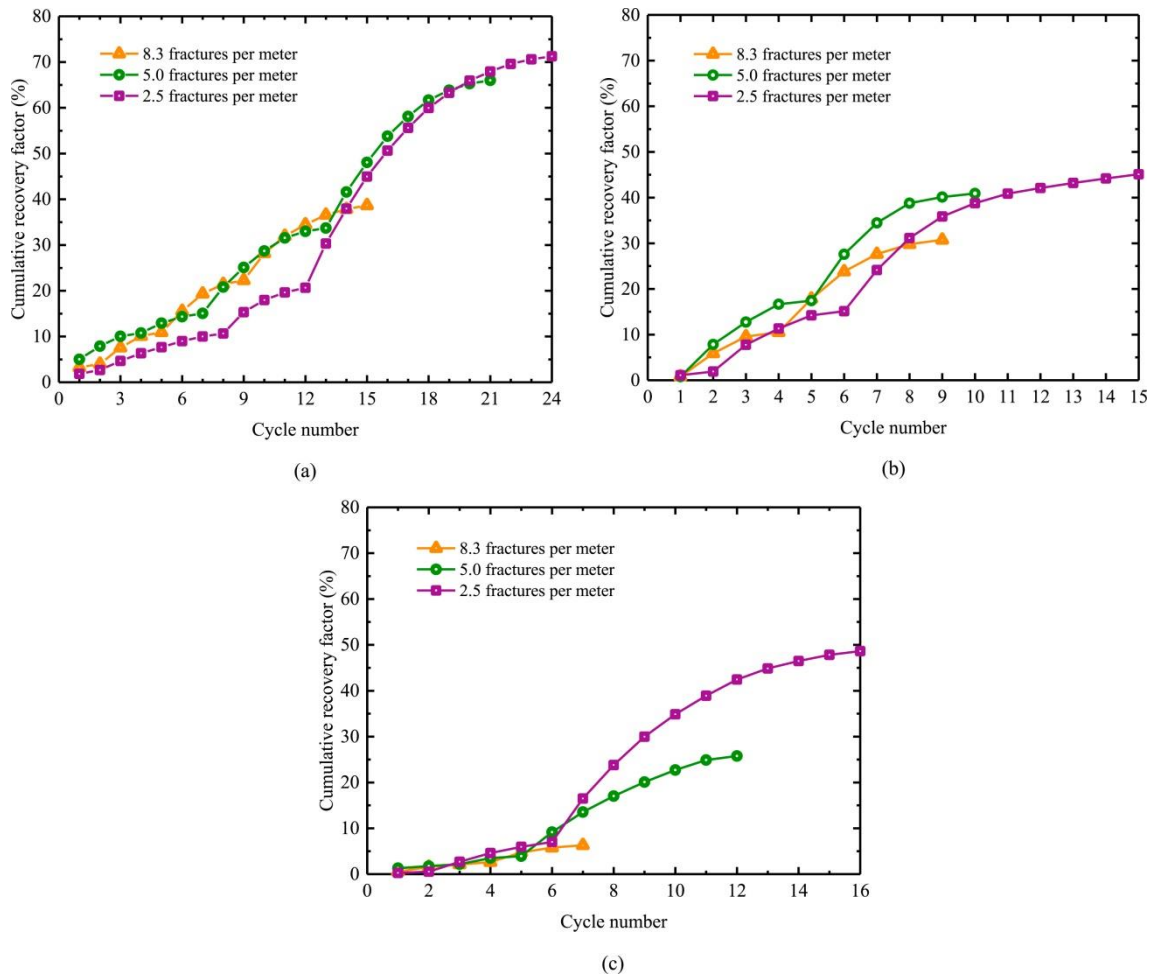 80
70
60
50
40
30
20
10
0
Cumulative recovery factor (%)
8.3 fractures per meter
5.0 fractures per meter
2.5 fractures per meter
0 3 6 9 12 15 18 21 24
Cycle number
(a)
80
70
60
50
40
30
20
10
0
Cumulative recovery factor (%)
8.3 fractures per meter
5.0 fractures per meter
2.5 fractures per meter
0 1 2 3 4 5 6 7 8 9 10 11 12 13 14 15
Cycle number
(b)
80
70
60
50
40
30
20
10
0
Cumulative recovery factor (%)
8.3 fractures per meter
5.0 fractures per meter
2.5 fractures per meter
0 2 4 6 8 10 12 14 16
Cycle number
(c)